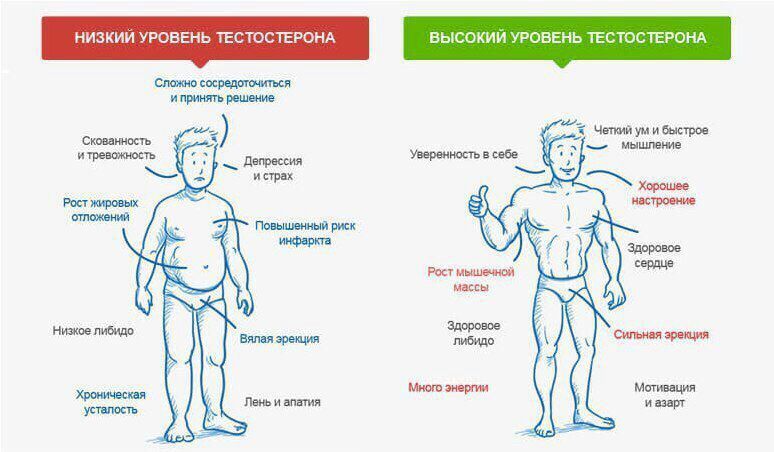 НИЗКИЙ УРОВЕНЬ ТЕСТОСТЕРОНА
Сложно сосредоточиться
и принять решение
Скованность
и тревожность
Депрессия
и страх
Рост жировых
отложений
Повышенный риск
инфаркта
Низкое либидо
Вялая эрекция
Хроническая
усталость
Лень и апатия
ВЫСОКИЙ УРОВЕНЬ ТЕСТОСТЕРОНА
Четкий ум и быстрое
мышление
Уверенность в себе
Хорошее
настроение
Здоровое
сердце
Рост мышечной
массы
Здоровое
либидо
Сильная эрекция
Много энергии
Мотивация
и азарт